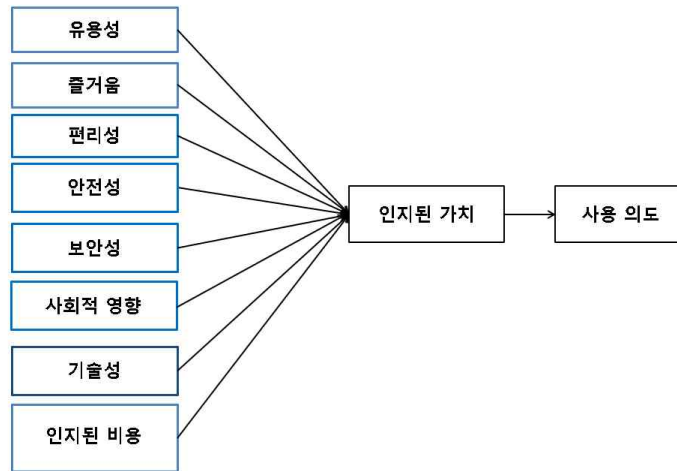 유용성
즐거움
편리성
안전성
보안성
사회적 영향
기술성
인지된 비용
인지된 가치
사용 의도